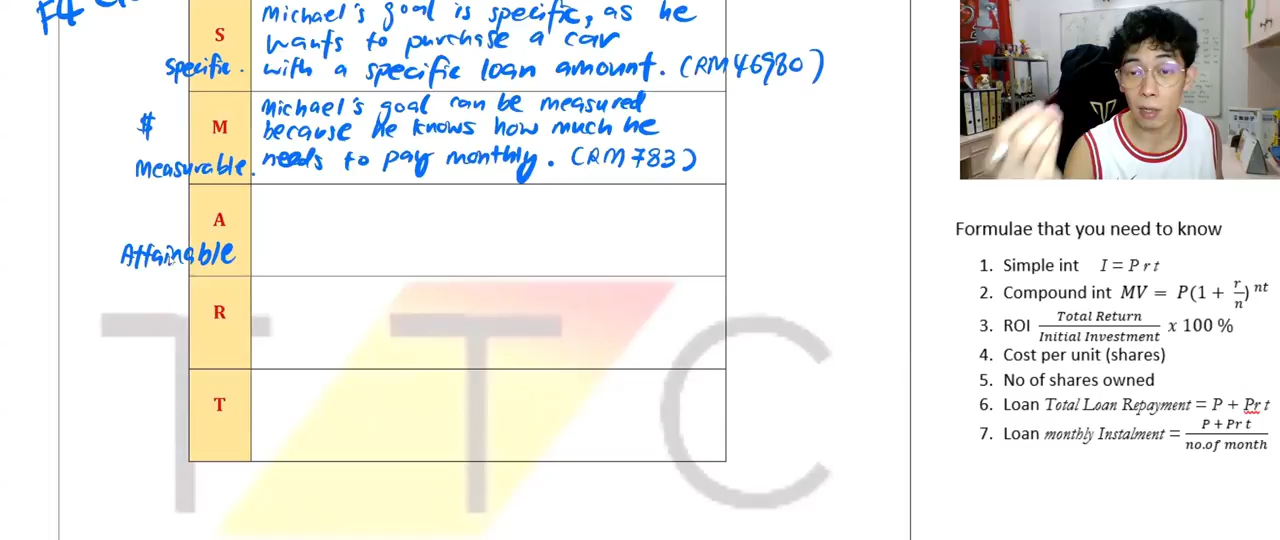 F4
S
Specific.
Michael's goal is specific, as he
wants to purchase a car
with a specific loan amount. (RM46980)
$
M
Measurable.
Michael's goal can be measured
because he knows how much he
needs to pay monthly. (RM783)
A
Attainable
R
T
TTC
Formulae that you need to know
1. Simple int I = P r t
2. Compound int MV = P(1 + r/n) nt
3. ROI Total Return / Initial Investment x 100 %
4. Cost per unit (shares)
5. No of shares owned
6. Loan Total Loan Repayment = P + Pr t
7. Loan monthly Instalment = P + Pr t / no.of month